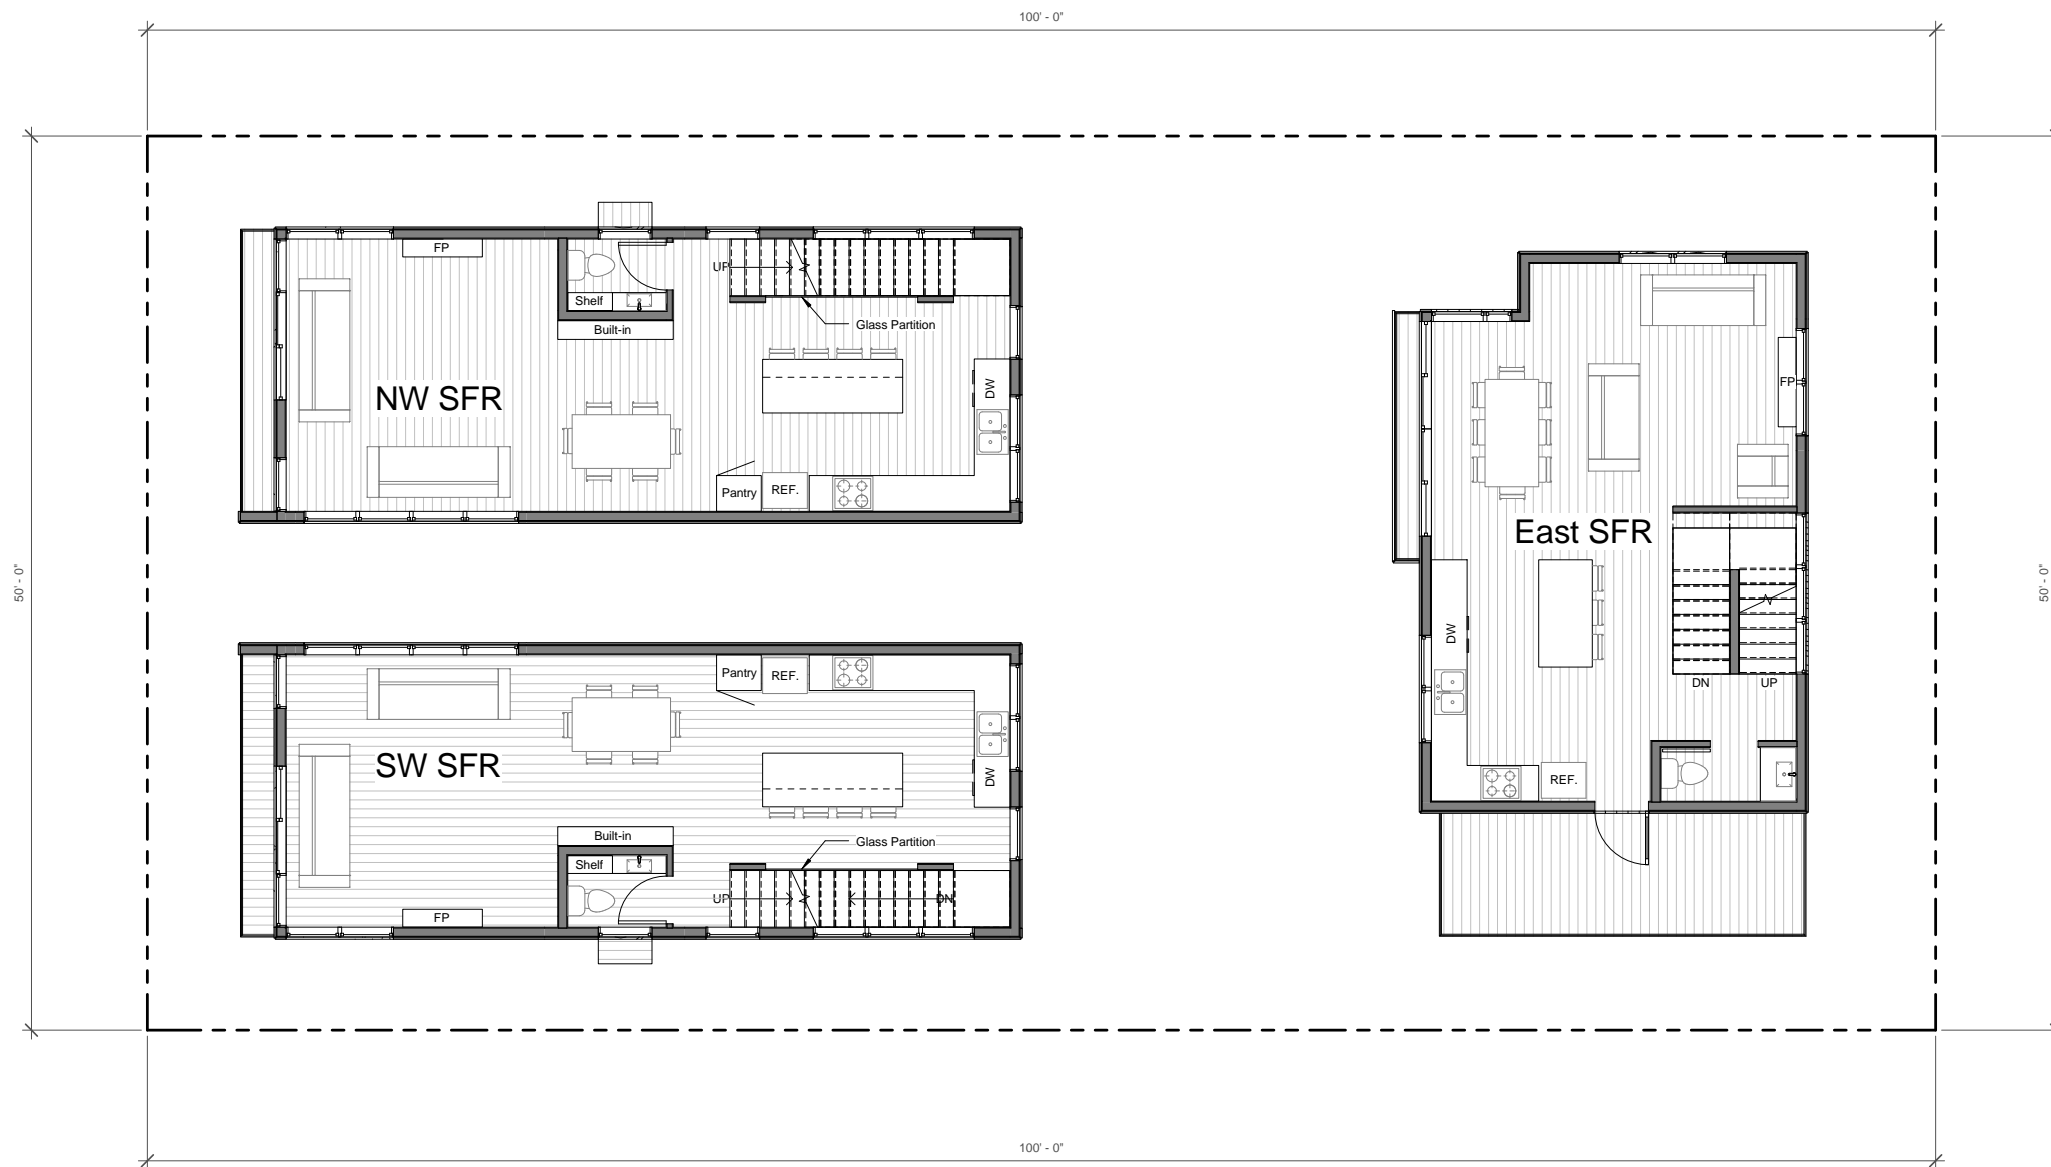 100' - 0"
UP
FP
Shelf
Glass Partition
Built-in
NW SFR
DW
FP
Pantry
REF.
East SFR
50' - 0"
50' - 0"
DW
Pantry
REF.
DN
UP
SW SFR
DW
REF.
Built-in
Glass Partition
Shelf
UP
DN
FP
100' - 0"